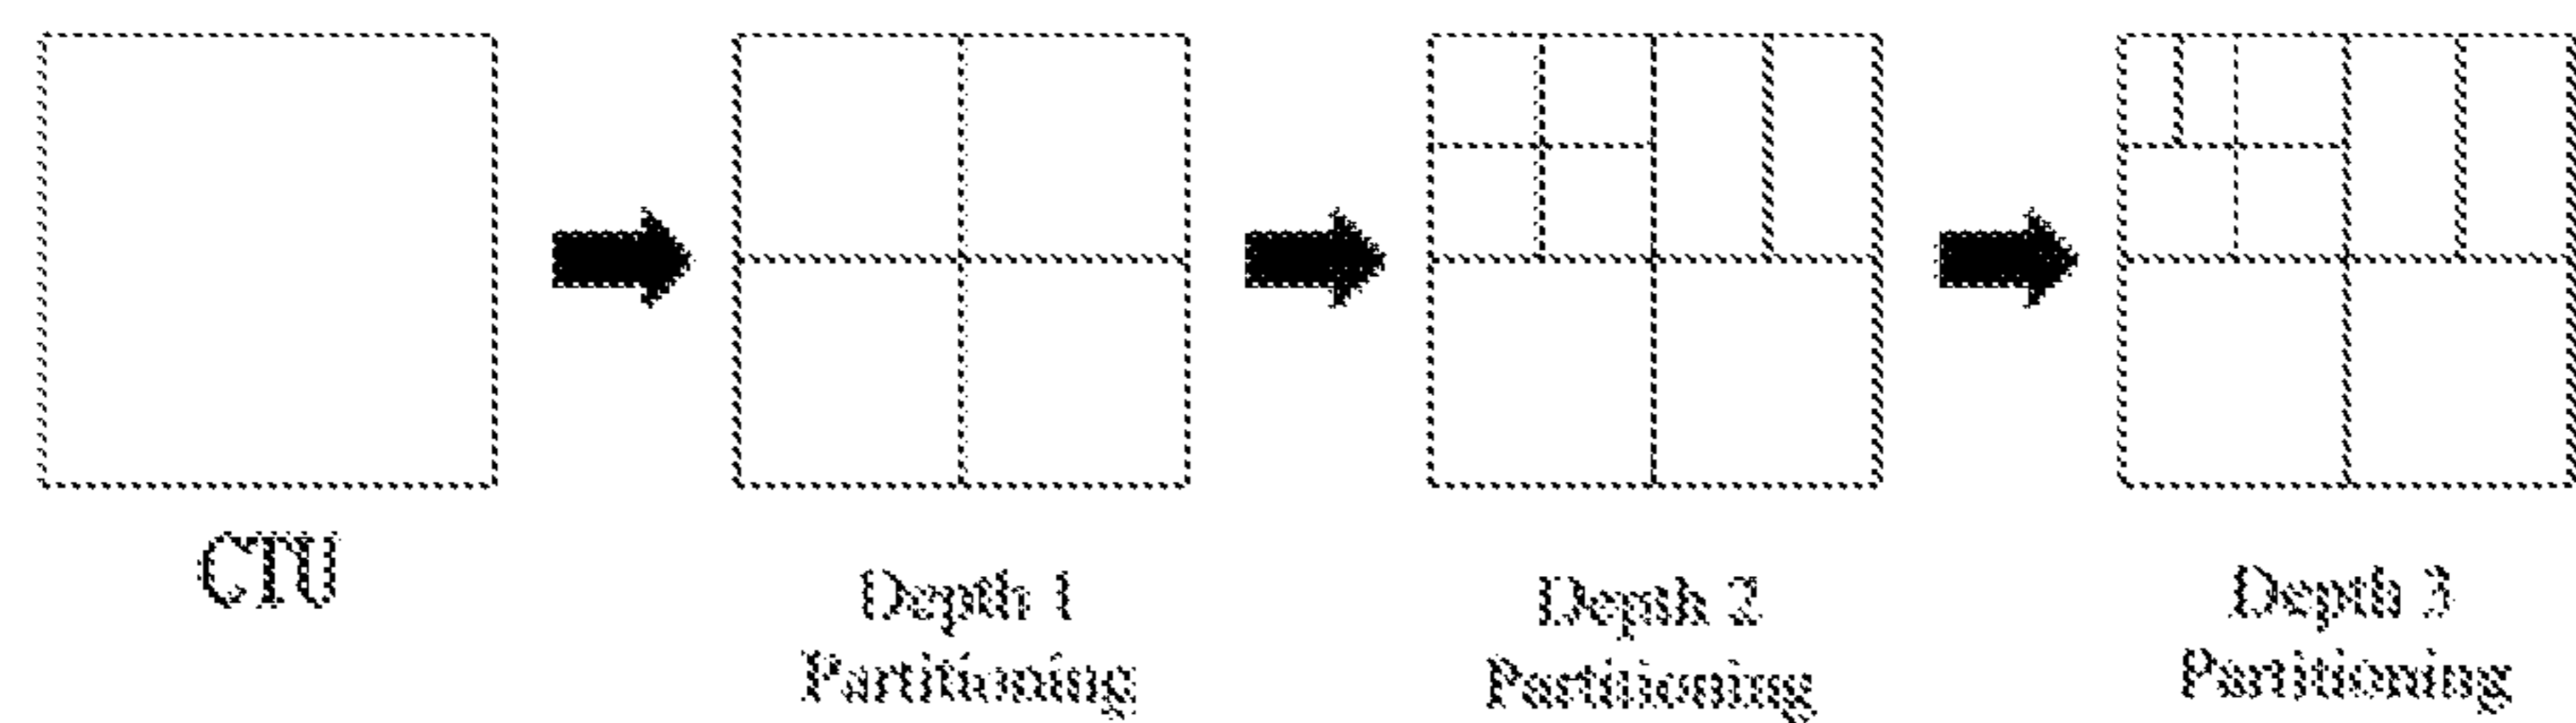 CTU
Depth 1
Partitioning
Depth 2
Partitioning
Depth 3
Partitioning